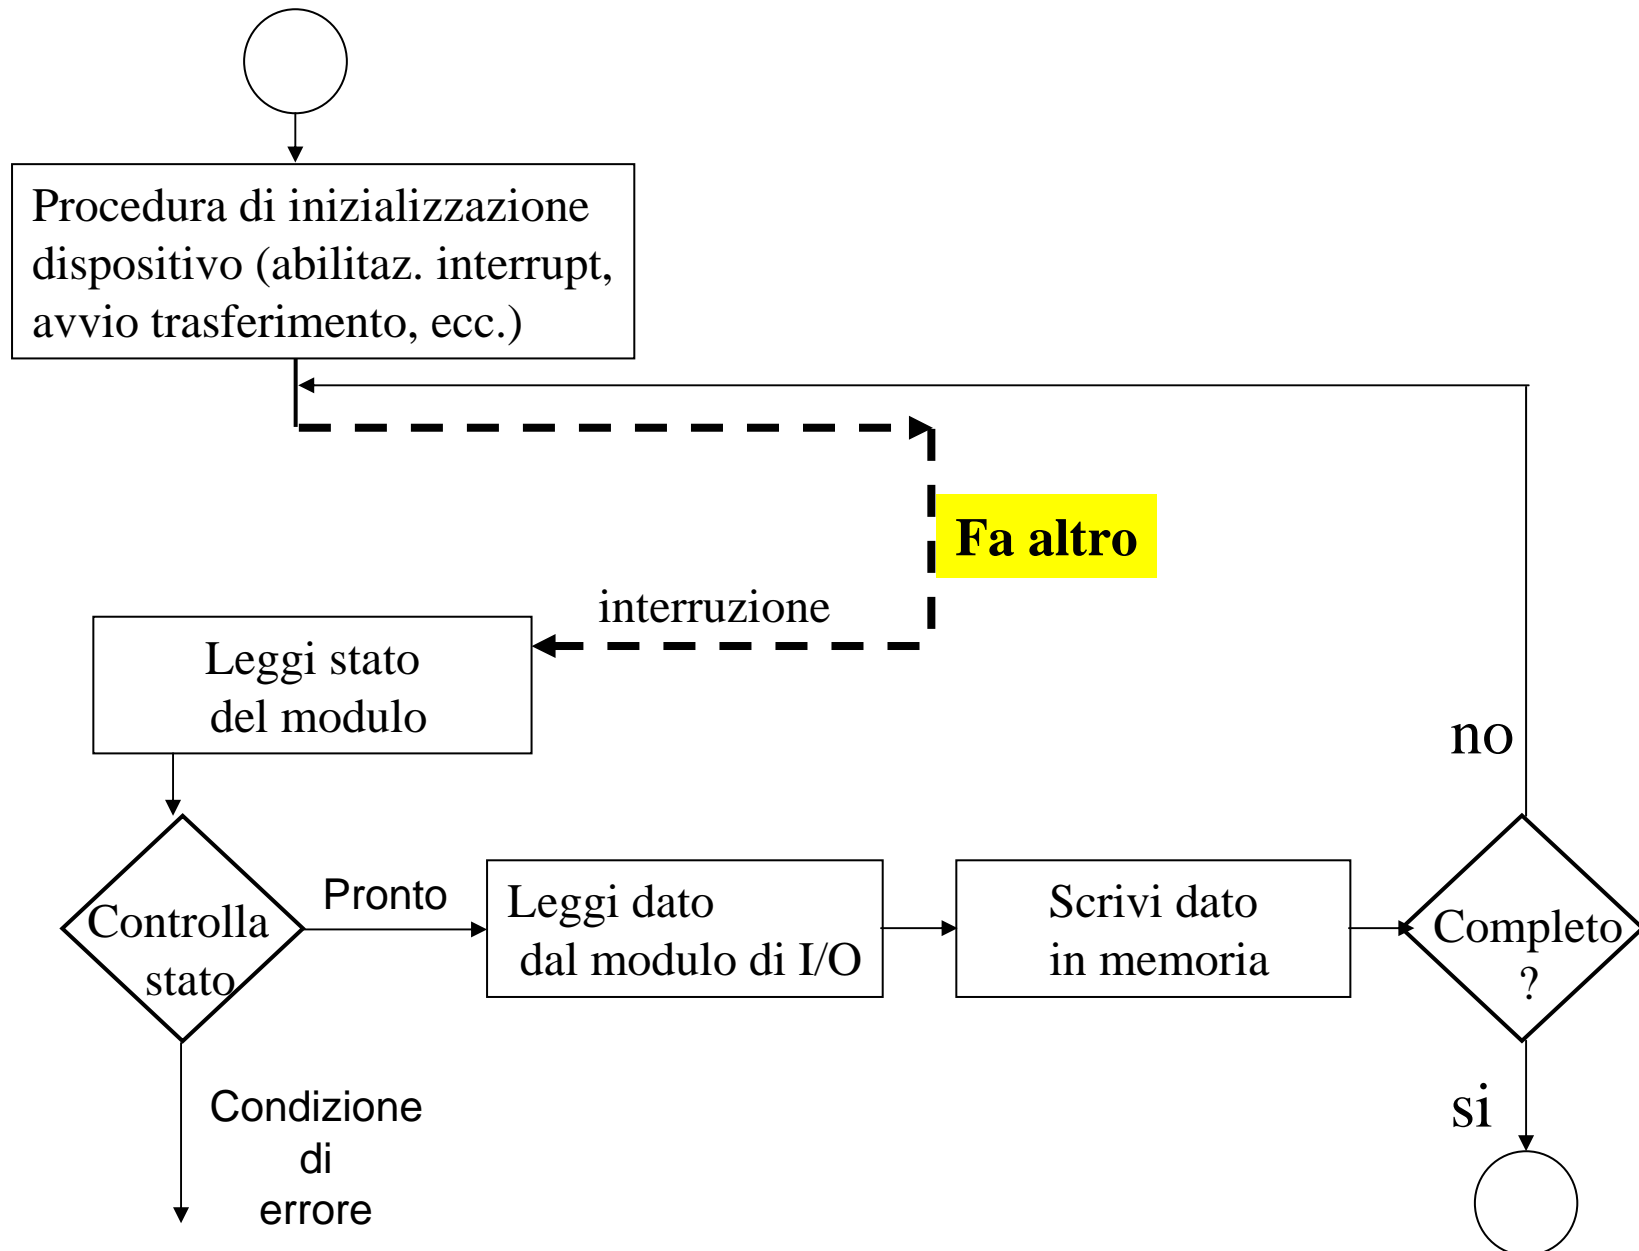 Procedura di inizializzazione
dispositivo (abilitaz. interrupt,
avvio trasferimento, ecc.)
Fa altro
interruzione
Leggi stato
del modulo
no
Controlla
stato
Pronto
Leggi dato
dal modulo di I/O
Scrivi dato
in memoria
Completo
?
Condizione
di
errore
si